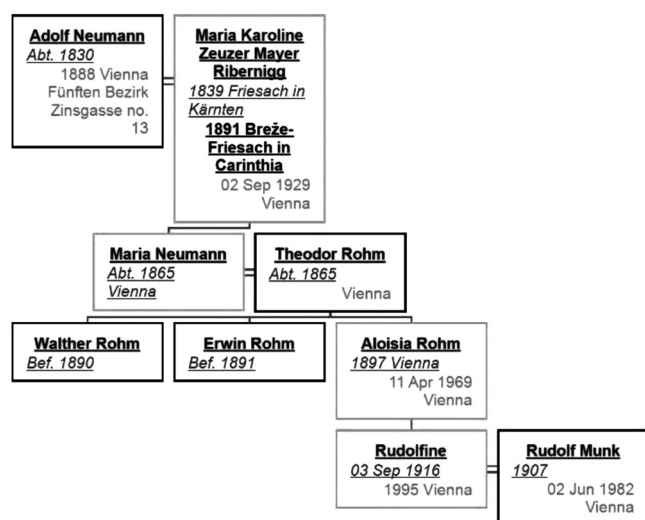 Adolf Neumann
Abt. 1830
1888 Vienna
Fünften Bezirk
Zinsgasse no.
13
Maria Karoline
Zeuzer Mayer
Ribernigg
1839 Friesach in
Kärnten
1891 Breže-
Friesach in
Carinthia
02 Sep 1929
Vienna
Maria Neumann
Abt. 1865
Vienna
Theodor Rohm
Abt. 1865
Vienna
Walther Rohm
Bef. 1890
Erwin Rohm
Bef. 1891
Aloisia Rohm
1897 Vienna
11 Apr 1969
Vienna
Rudolfine
03 Sep 1916
1995 Vienna
Rudolf Munk
1907
02 Jun 1982
Vienna